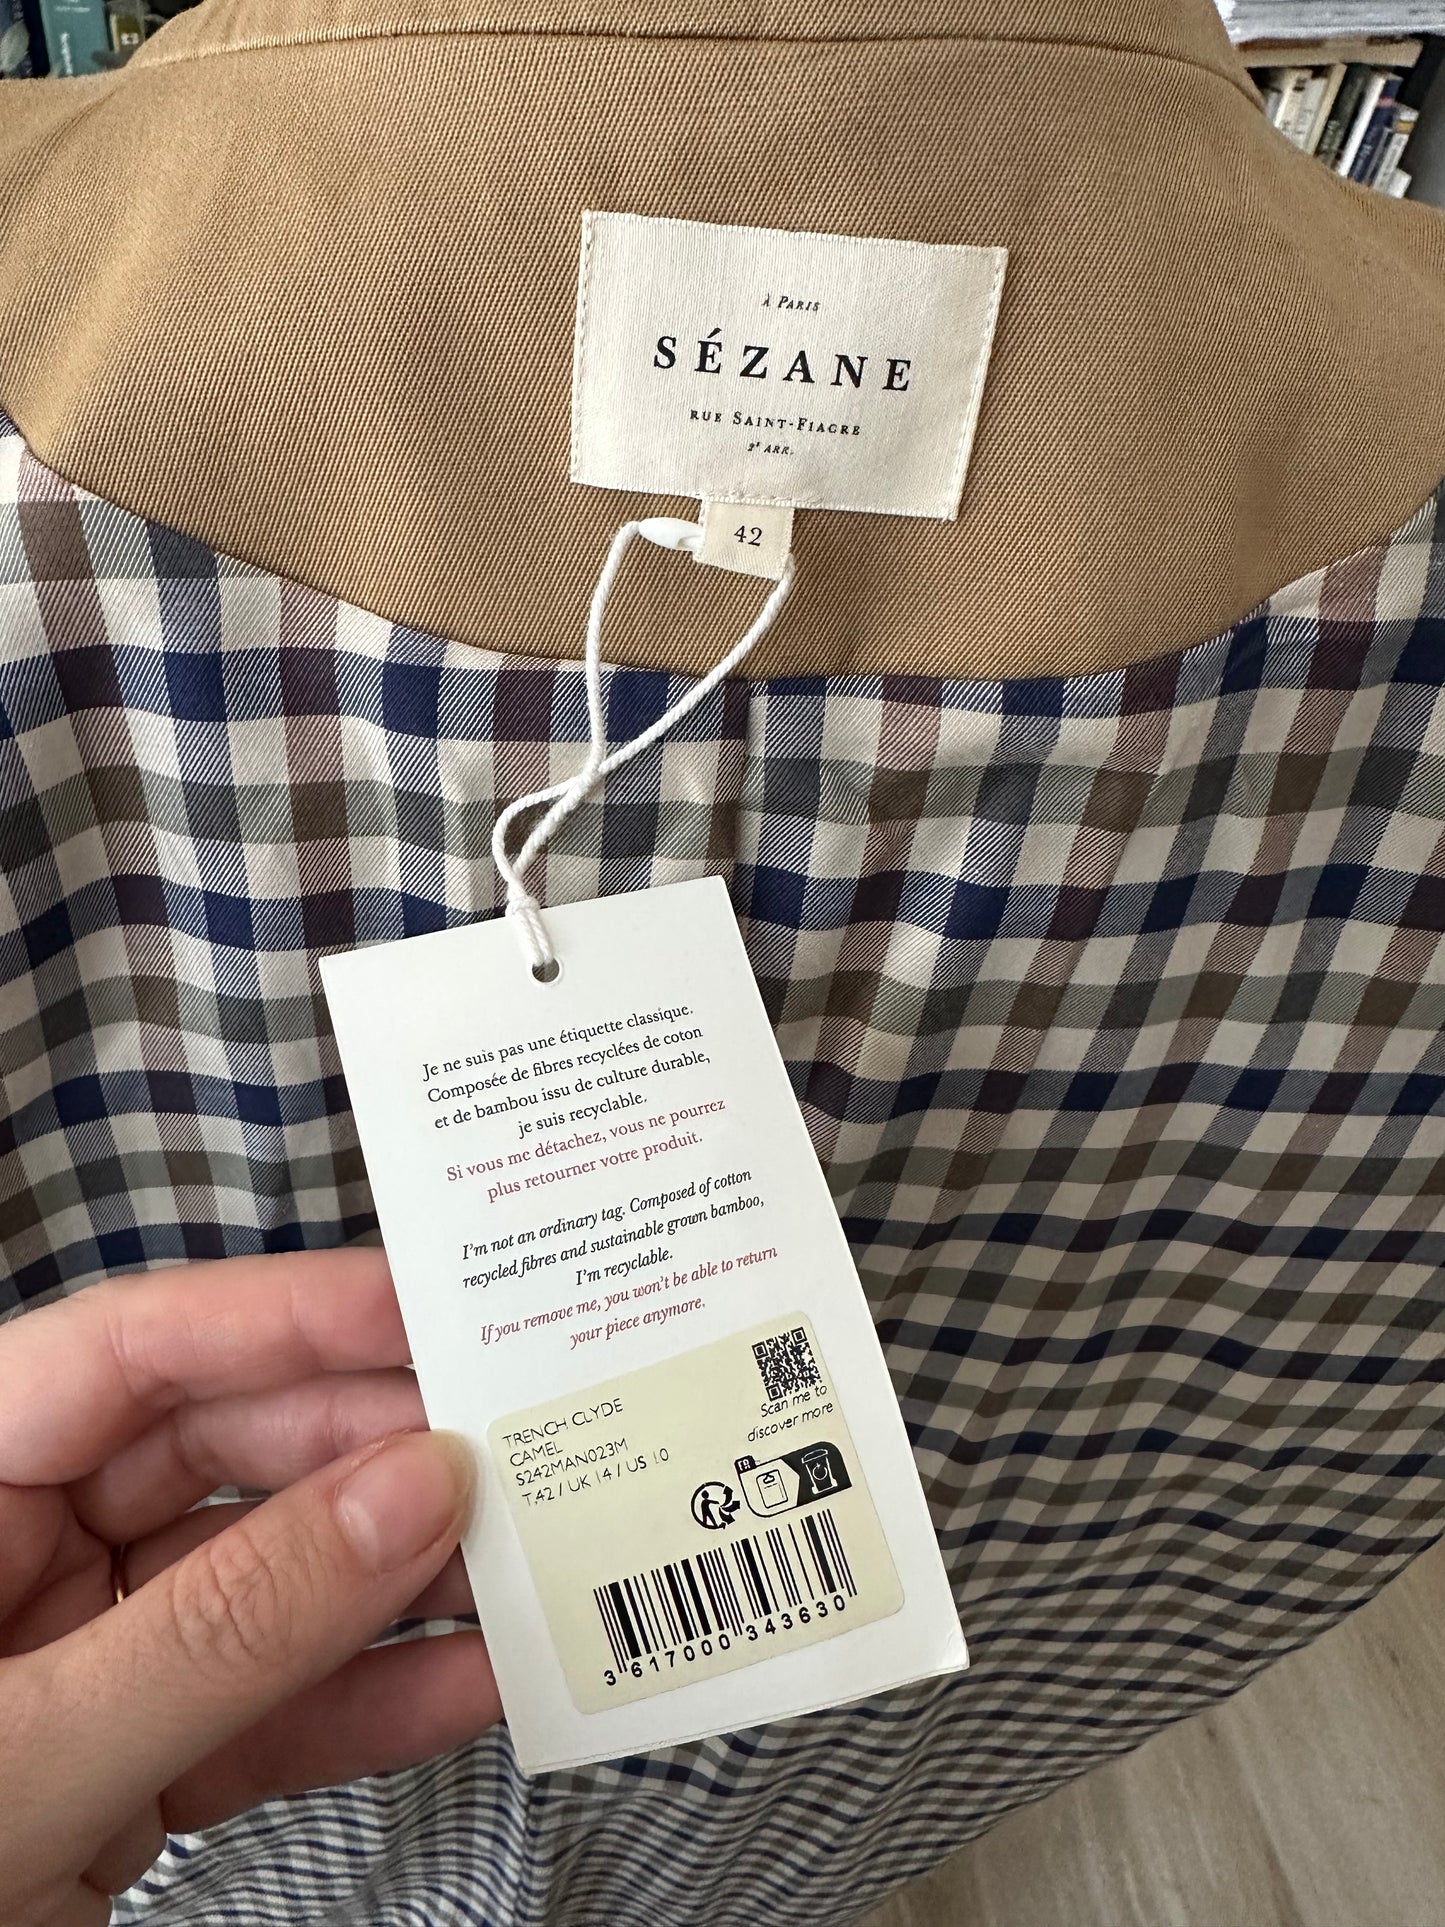 À PARIS
SÉZANE
RUE SAINT-FIACRE
2ᵉ ARR.
42
Je ne suis pas une étiquette classique.
Composée de fibres recyclées de coton
et de bambou issu de culture durable,
je suis recyclable.
Si vous me détachez, vous ne pourrez
plus retourner votre produit.
I'm not an ordinary tag. Composed of cotton
recycled fibres and sustainable grown bamboo,
I'm recyclable.
If you remove me, you won't be able to return
your piece anymore.
Scan me to
discover more
TRENCH CLYDE
CAMEL
S242MAN023M
T.42 / UK 14 / US 10
FR
3 617000 343630